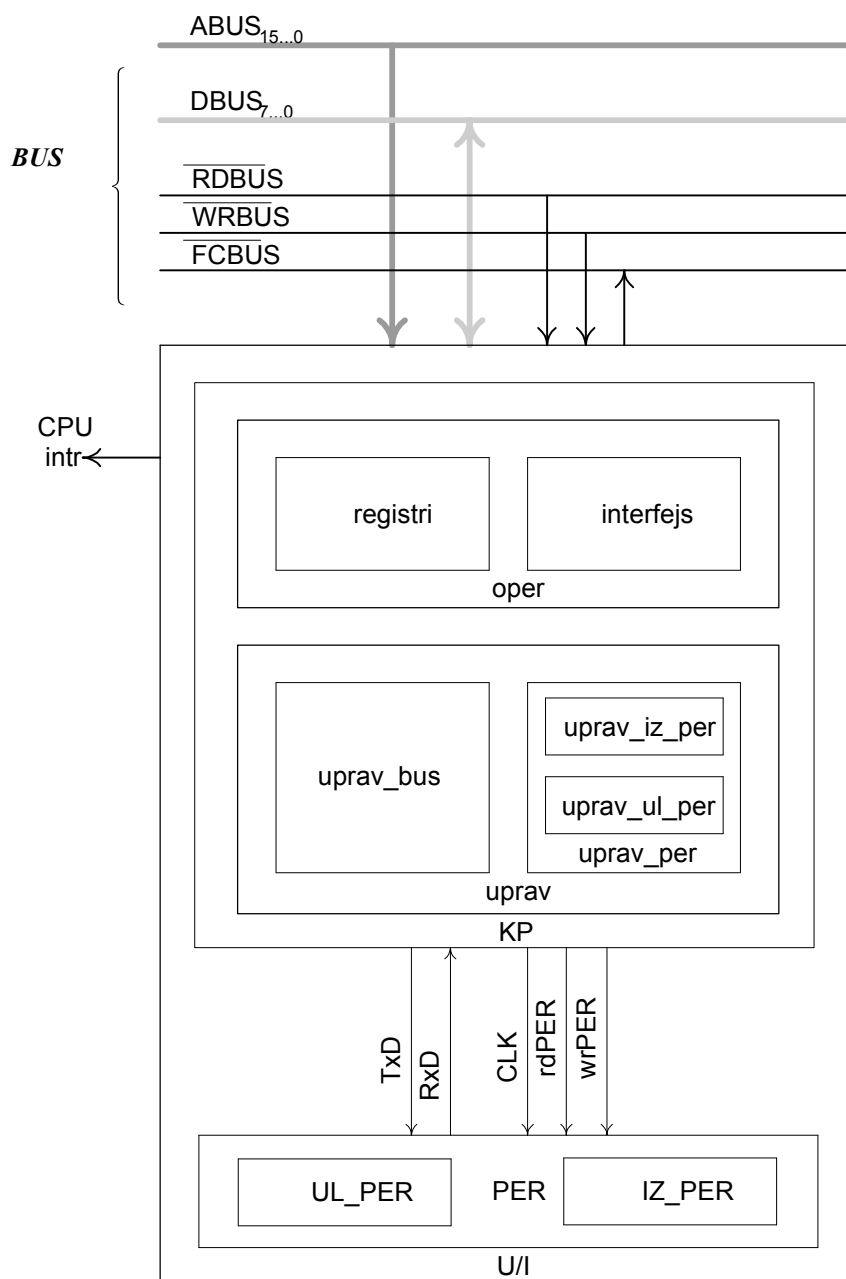 ABUS15...0
DBUS7...0
BUS
RDBUS
WRBUS
FCBUS
CPU
intr
registri
interfejs
oper
uprav_bus
uprav_iz_per
uprav_ul_per
uprav_per
uprav
KP
TxD
RxD
CLK
rdPER
wrPER
UL_PER
PER
IZ_PER
U/I